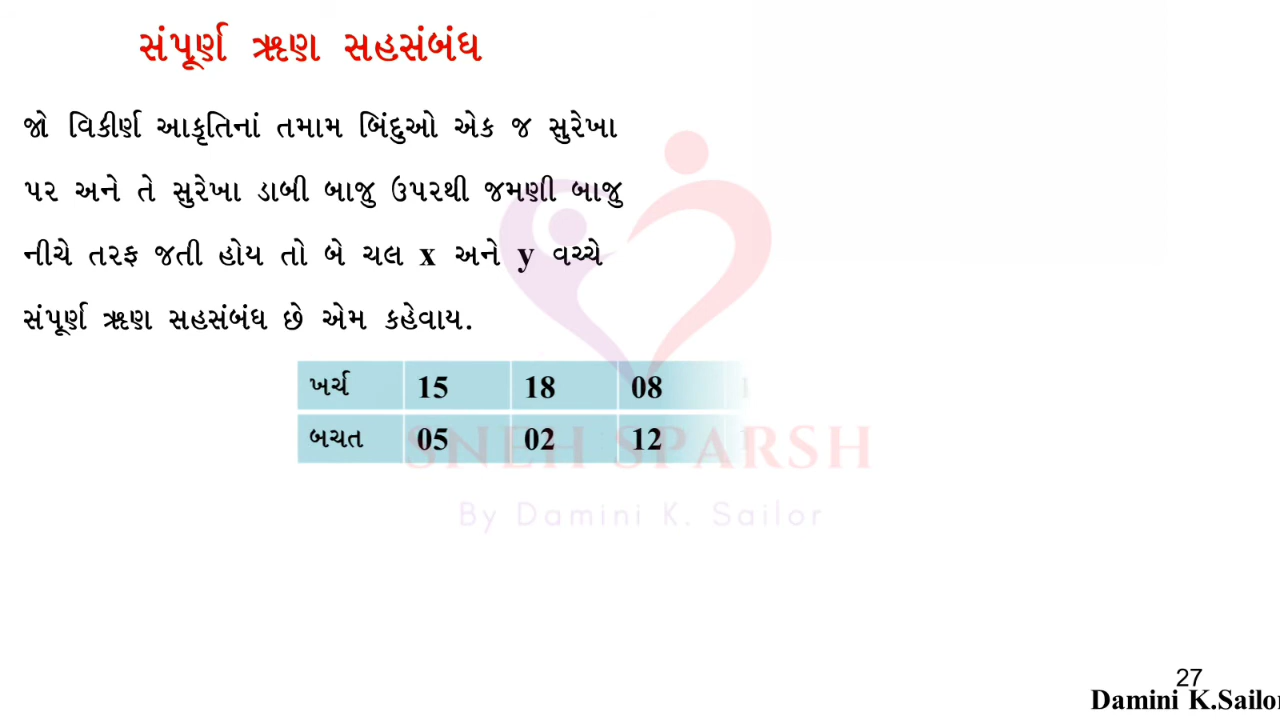 સંપૂર્ણ ઋણ સહસંબંધ
જો વિકીર્ણ આકૃતિનાં તમામ બિંદુઓ એક જ સુરેખા
પર અને તે સુરેખા ડાબી બાજુ ઉપરથી જમણી બાજુ
નીચે તરફ જતી હોય તો બે ચલ x અને y વચ્ચે
સંપૂર્ણ ઋણ સહસંબંધ છે એમ કહેવાય.
ખર્ચ 15 18 08
બચત 05 02 12
SNEH SPARSH
By Damini K. Sailor
27
Damini K.Sailor